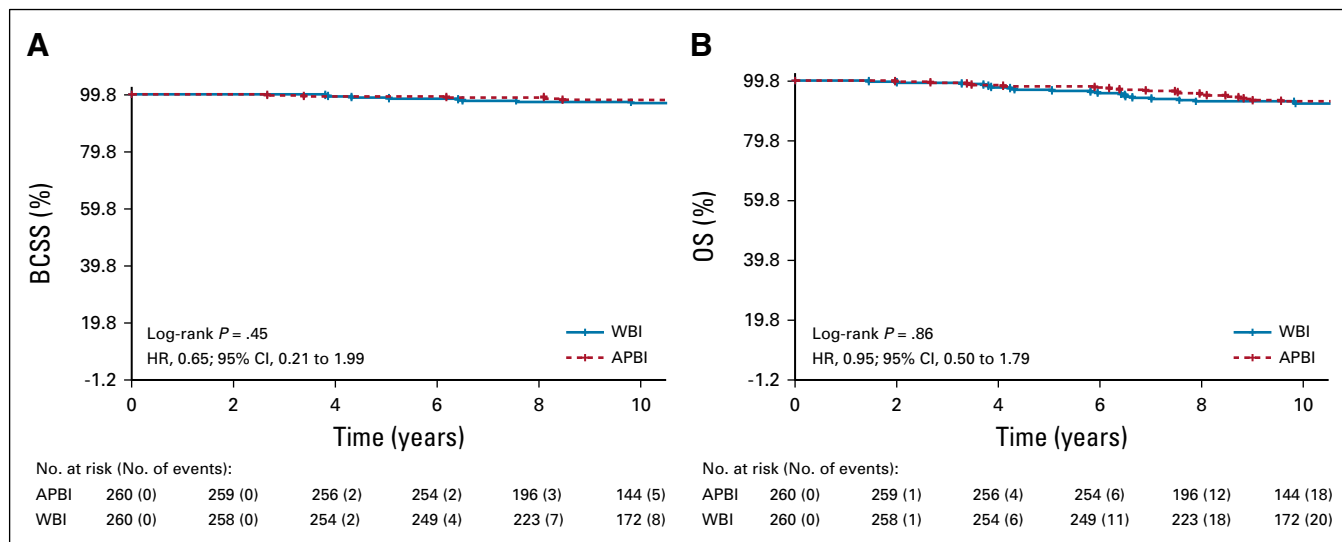 A
99.8
79.8
59.8
39.8
19.8
-1.2
BCSS (%)
Log-rank P = .45
HR, 0.65; 95% CI, 0.21 to 1.99
WBI
APBI
0 2 4 6 8 10
Time (years)
No. at risk (No. of events):
APBI 260 (0) 259 (0) 256 (2) 254 (2) 196 (3) 144 (5)
WBI 260 (0) 258 (0) 254 (2) 249 (4) 223 (7) 172 (8)
B
99.8
79.8
59.8
39.8
19.8
-1.2
OS (%)
Log-rank P = .86
HR, 0.95; 95% CI, 0.50 to 1.79
WBI
APBI
0 2 4 6 8 10
Time (years)
No. at risk (No. of events):
APBI 260 (0) 259 (1) 256 (4) 254 (6) 196 (12) 144 (18)
WBI 260 (0) 258 (1) 254 (6) 249 (11) 223 (18) 172 (20)